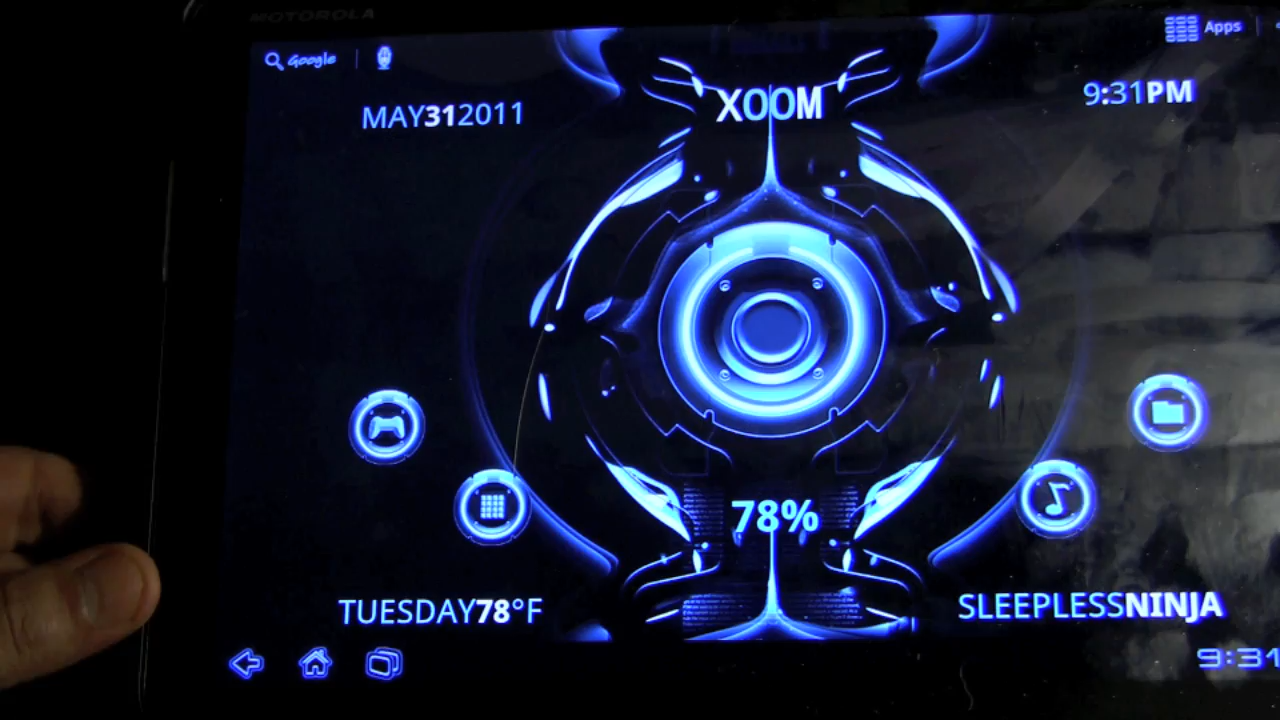 MOTOROLA
Google
Apps
MAY312011
XOOM
9:31PM
78%
TUESDAY78°F
SLEEPLESSNINJA
9:31